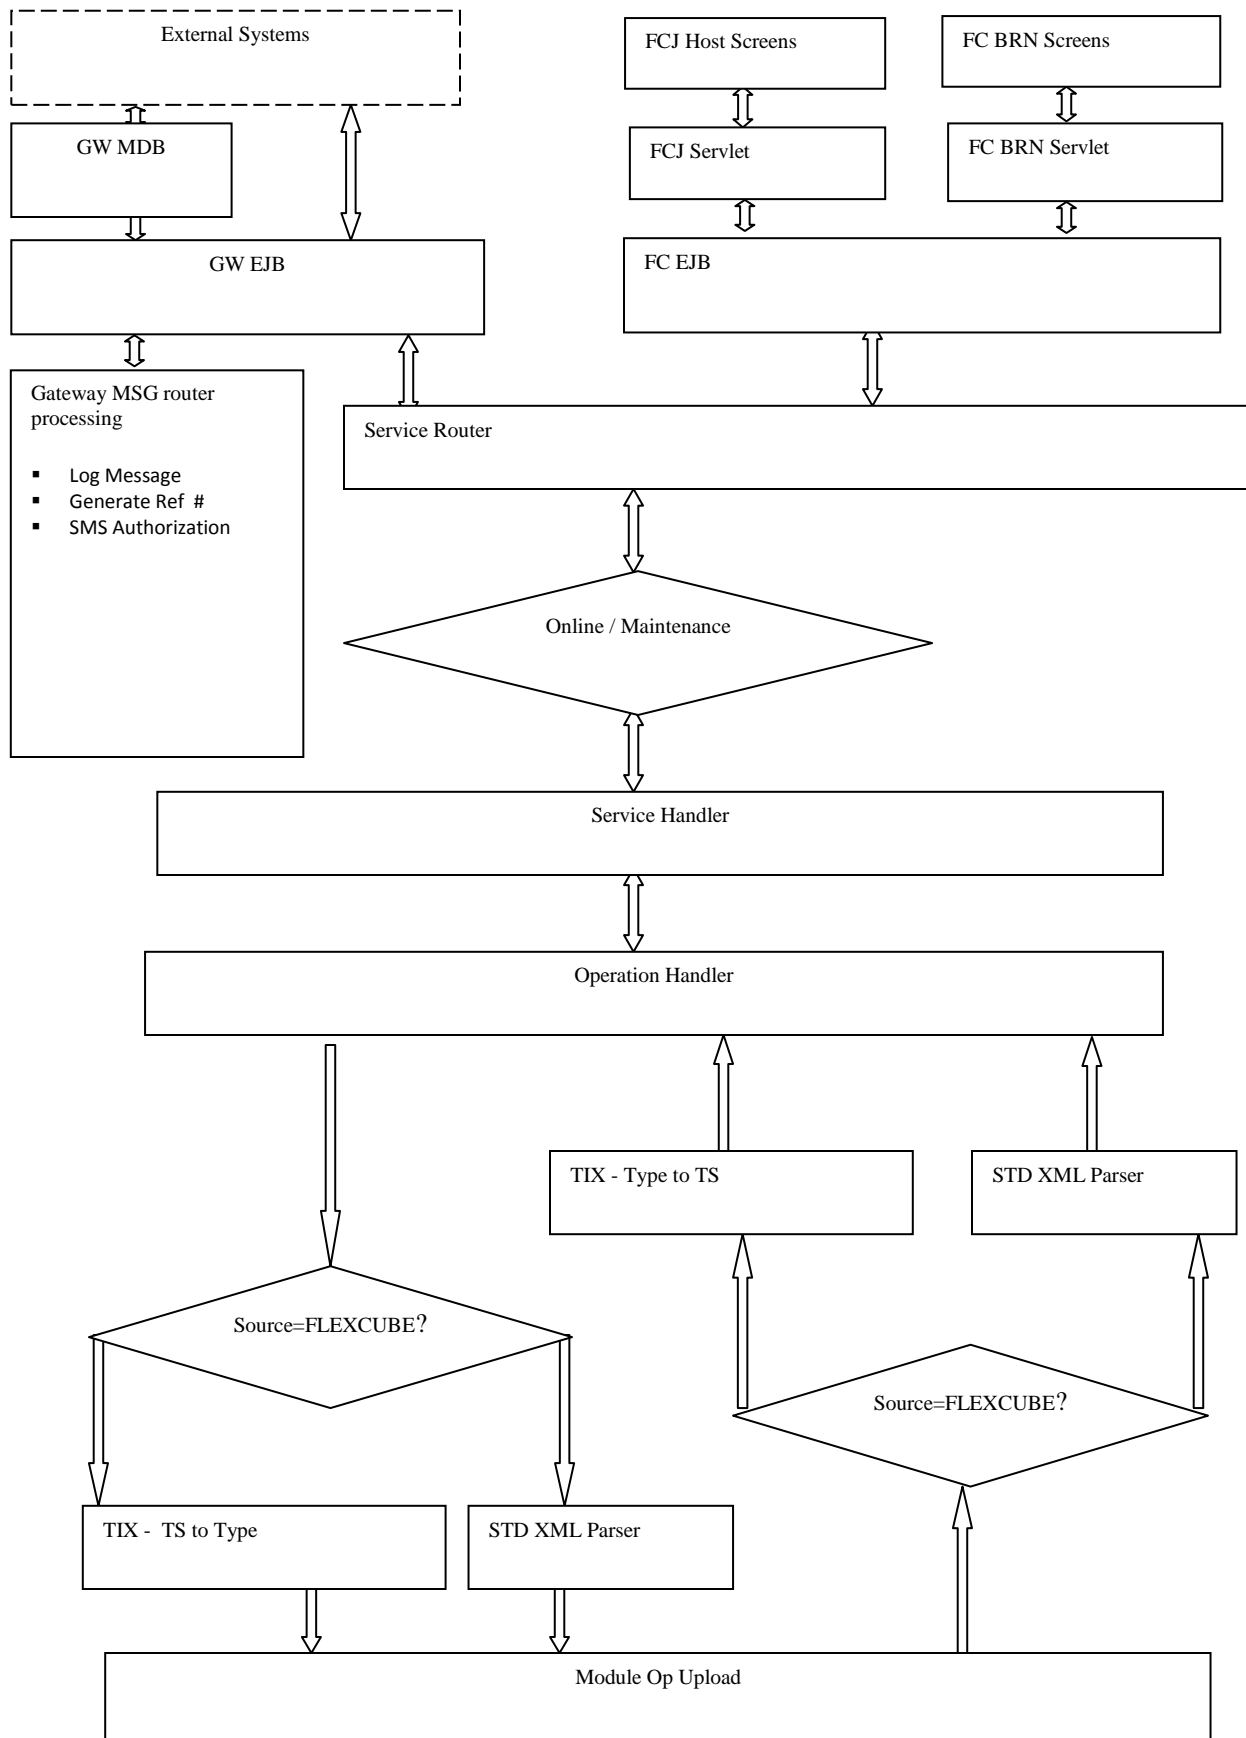 External Systems
FCJ Host Screens
FC BRN Screens
GW MDB
FCJ Servlet
FC BRN Servlet
GW EJB
FC EJB
Gateway MSG router
processing
▪ Log Message
▪ Generate Ref #
▪ SMS Authorization
Service Router
Online / Maintenance
Service Handler
Operation Handler
TIX - Type to TS
STD XML Parser
Source=FLEXCUBE?
Source=FLEXCUBE?
TIX - TS to Type
STD XML Parser
Module Op Upload